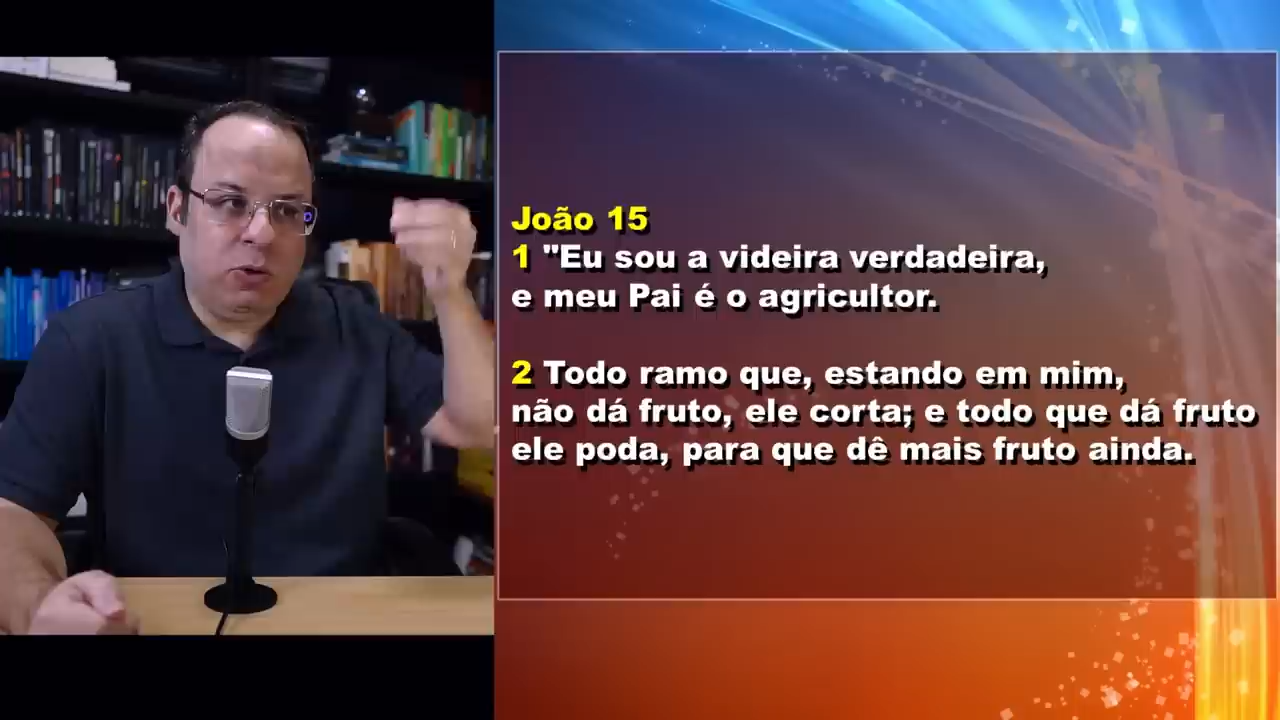 João 15
1 "Eu sou a videira verdadeira,
e meu Pai é o agricultor.
2 Todo ramo que, estando em mim,
não dá fruto, ele corta; e todo que dá fruto
ele poda, para que dê mais fruto ainda.